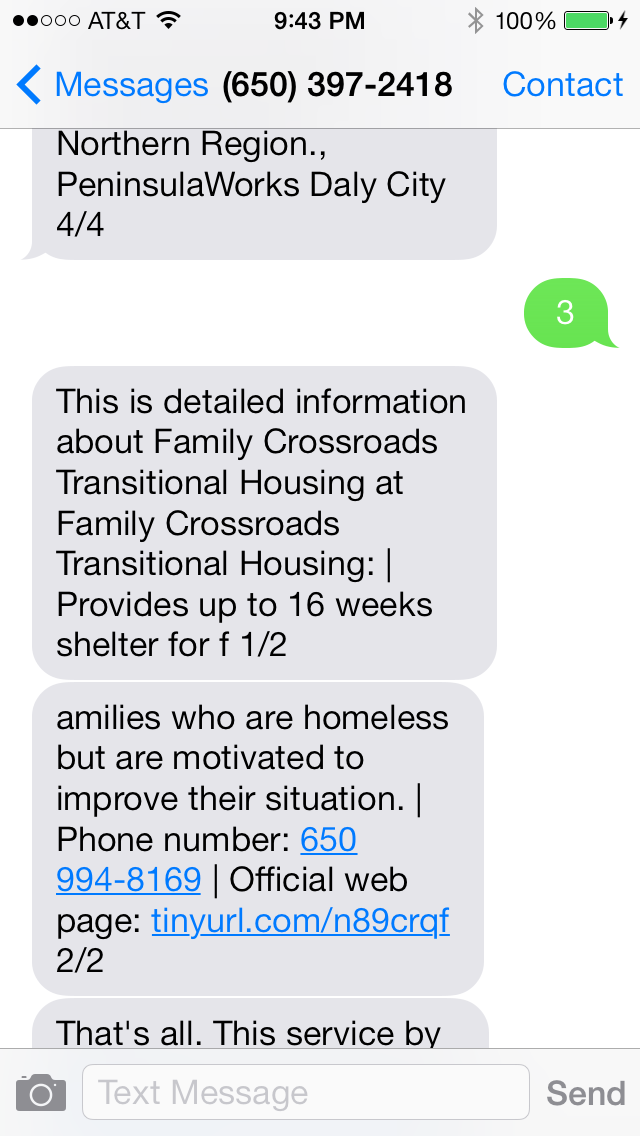 AT&T 9:43 PM 100%
Messages (650) 397-2418 Contact
Northern Region.,
PeninsulaWorks Daly City
4/4
3
This is detailed information
about Family Crossroads
Transitional Housing at
Family Crossroads
Transitional Housing: |
Provides up to 16 weeks
shelter for f 1/2
amilies who are homeless
but are motivated to
improve their situation. |
Phone number: 650
994-8169 | Official web
page: tinyurl.com/n89crqf
2/2
That's all. This service by
Text Message Send